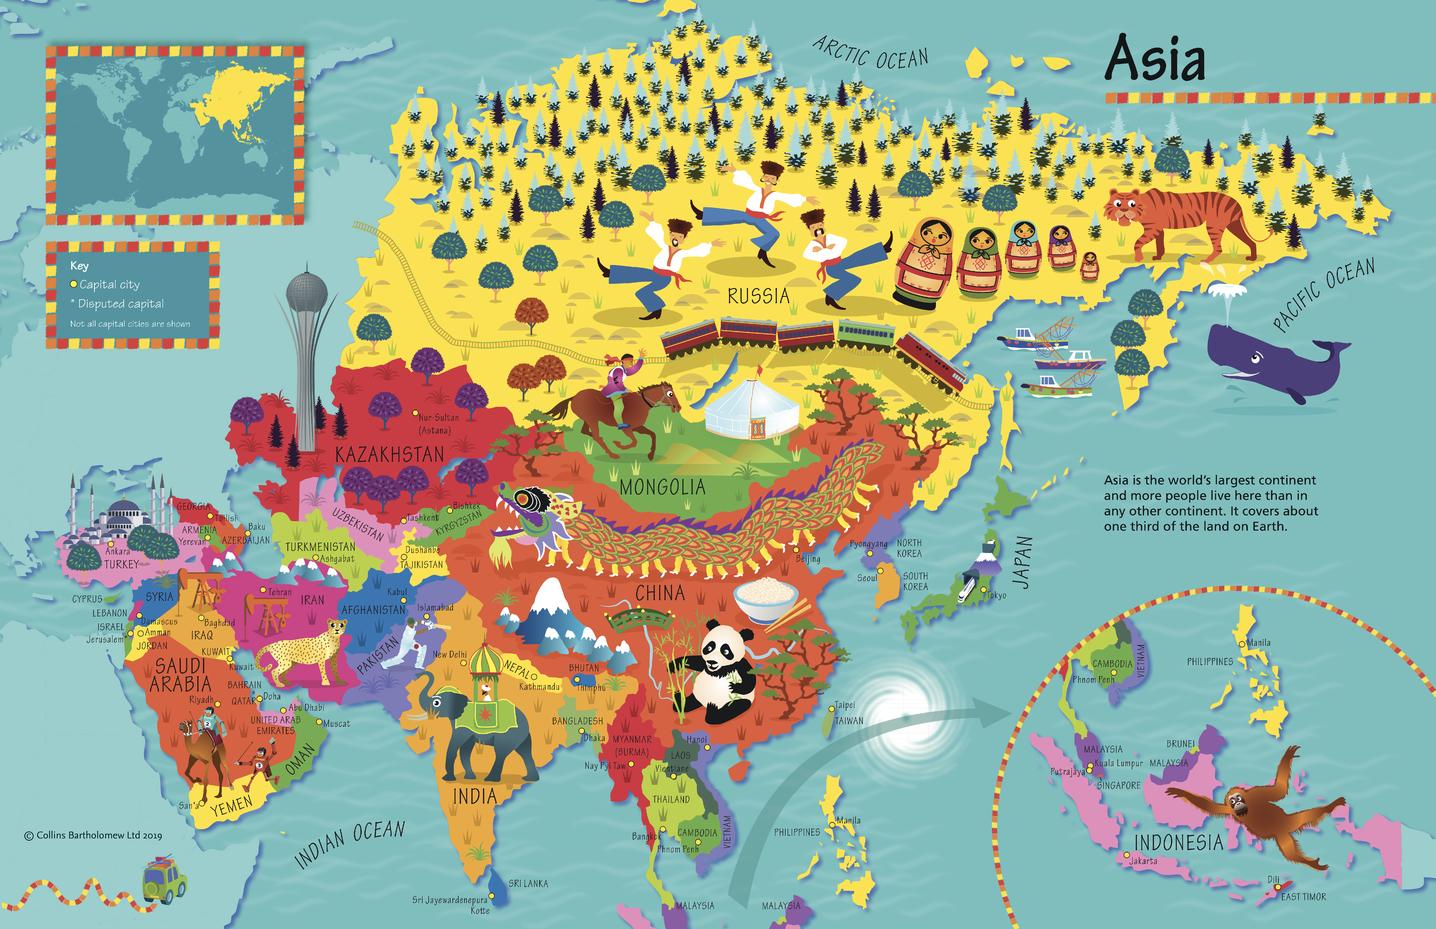 Asia
ARCTIC OCEAN
Key
Capital city
* Disputed capital
Not all capital cities are shown
RUSSIA
PACIFIC OCEAN
Nur-Sultan
(Astana)
KAZAKHSTAN
MONGOLIA
Asia is the world's largest continent
and more people live here than in
any other continent. It covers about
one third of the land on Earth.
GEORGIA
Tbilisi
ARMENIA
Yerevan
Baku
AZERBAIJAN
UZBEKISTAN
Tashkent
Bishkek
KYRGYZSTAN
TURKMENISTAN
Ashgabat
Dushanbe
TAJIKISTAN
Ankara
TURKEY
Beijing
Pyongyang
NORTH
KOREA
Seoul
SOUTH
KOREA
JAPAN
Tokyo
CYPRUS
SYRIA
LEBANON
Damascus
ISRAEL
Jerusalem*
Amman
JORDAN
Baghdad
IRAQ
Tehran
IRAN
Kabul
AFGHANISTAN
Islamabad
PAKISTAN
CHINA
KUWAIT
Kuwait
SAUDI
ARABIA
Riyadh
BAHRAIN
QATAR
Doha
Abu Dhabi
UNITED ARAB
EMIRATES
Muscat
OMAN
San'a
YEMEN
New Delhi
NEPAL
Kathmandu
BHUTAN
Thimphu
BANGLADESH
Dhaka
INDIA
MYANMAR
(BURMA)
Nay Pyi Taw
Hanoi
LAOS
Vientiane
THAILAND
Bangkok
CAMBODIA
Phnom Penh
VIETNAM
Taipei
TAIWAN
Manila
PHILIPPINES
MALAYSIA
MALAYSIA
SRI LANKA
Sri Jayewardenepura
Kotte
INDIAN OCEAN
© Collins Bartholomew Ltd 2019
Manila
PHILIPPINES
CAMBODIA
Phnom Penh
VIETNAM
MALAYSIA
Kuala Lumpur
Putrajaya
SINGAPORE
BRUNEI
MALAYSIA
INDONESIA
Jakarta
Dili
EAST TIMOR